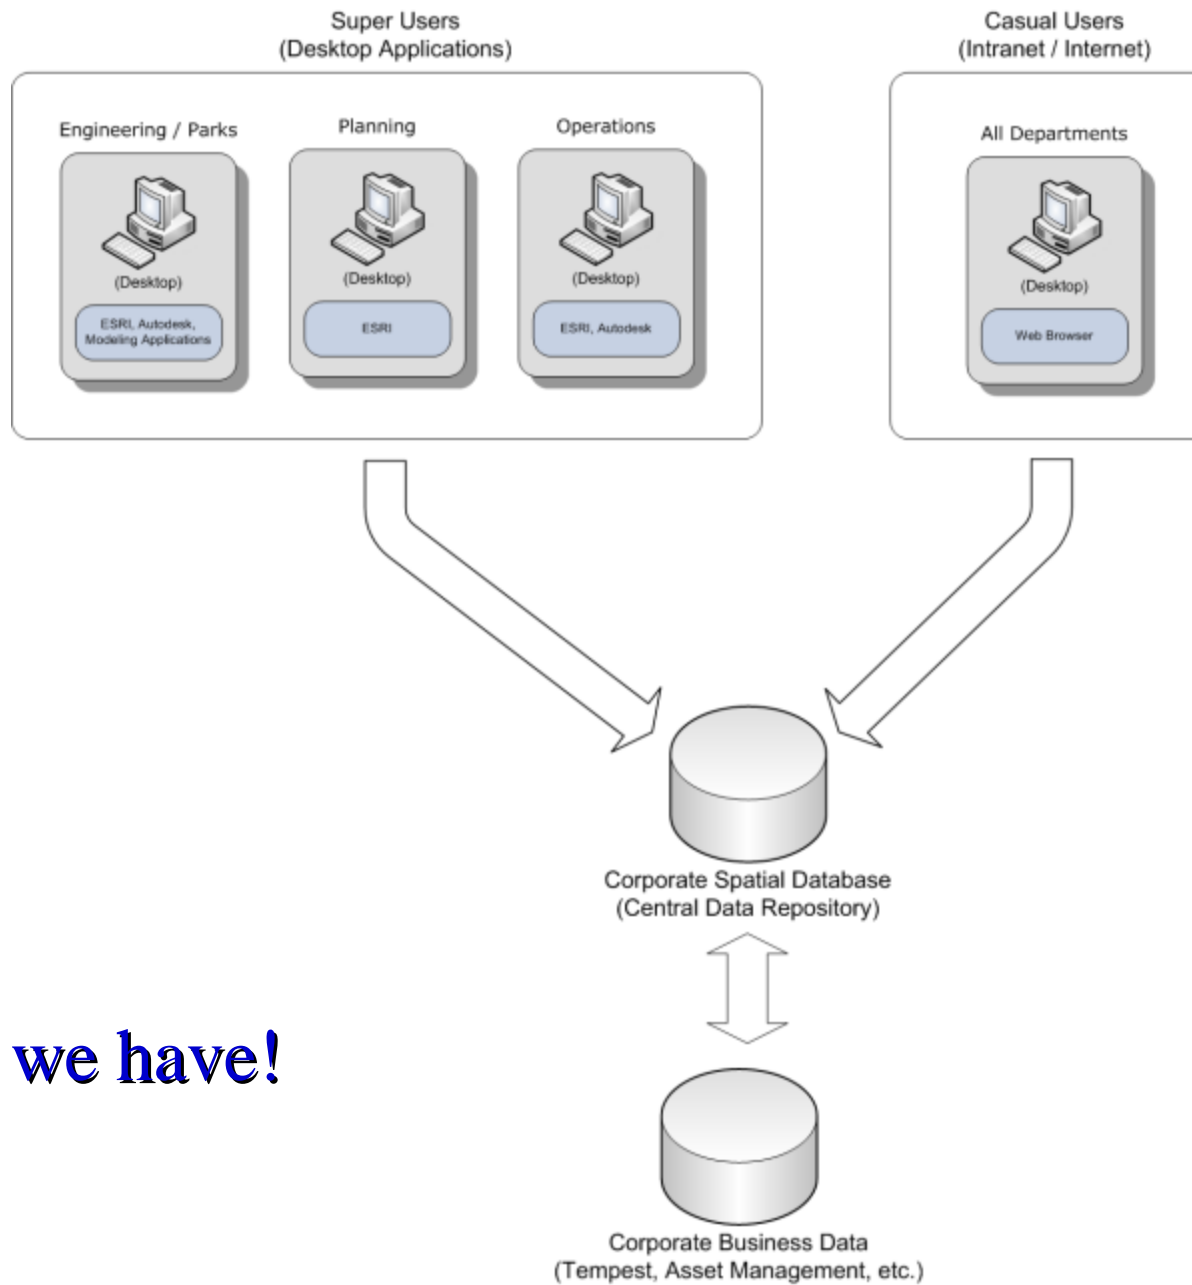 Super Users
(Desktop Applications)
Casual Users
(Intranet / Internet)
Engineering / Parks
Planning
Operations
All Departments
(Desktop)
(Desktop)
(Desktop)
(Desktop)
ESRI, Autodesk,
Modeling Applications
ESRI
ESRI, Autodesk
Web Browser
Corporate Spatial Database
(Central Data Repository)
we have!
Corporate Business Data
(Tempest, Asset Management, etc.)